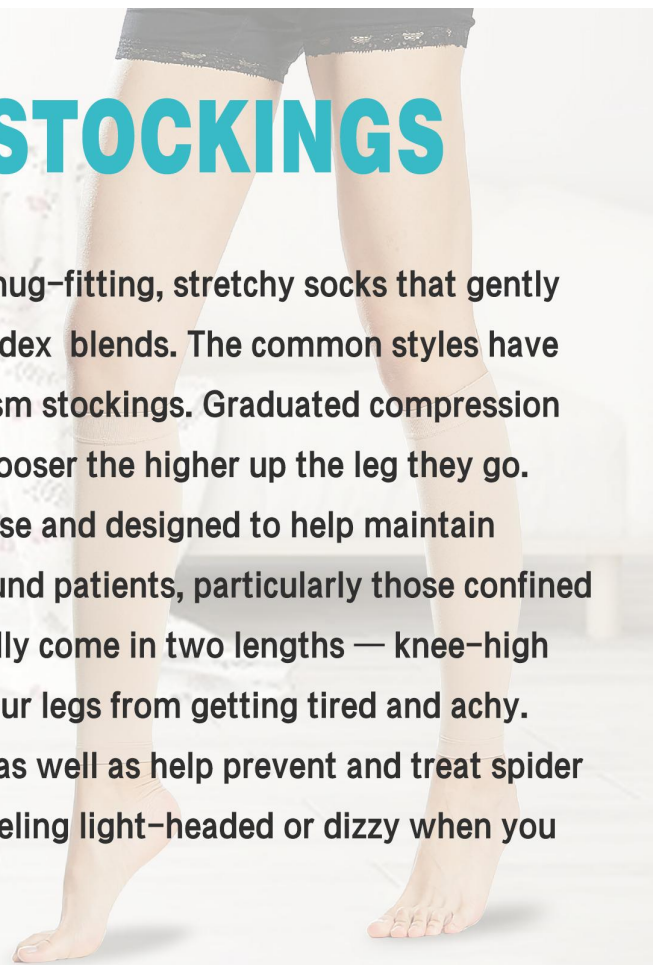 STOCKINGS
nug-fitting, stretchy socks that gently
dex blends. The common styles have
sm stockings. Graduated compression
ooser the higher up the leg they go.
se and designed to help maintain
und patients, particularly those confined
lly come in two lengths — knee-high
ur legs from getting tired and achy.
as well as help prevent and treat spider
eling light-headed or dizzy when you